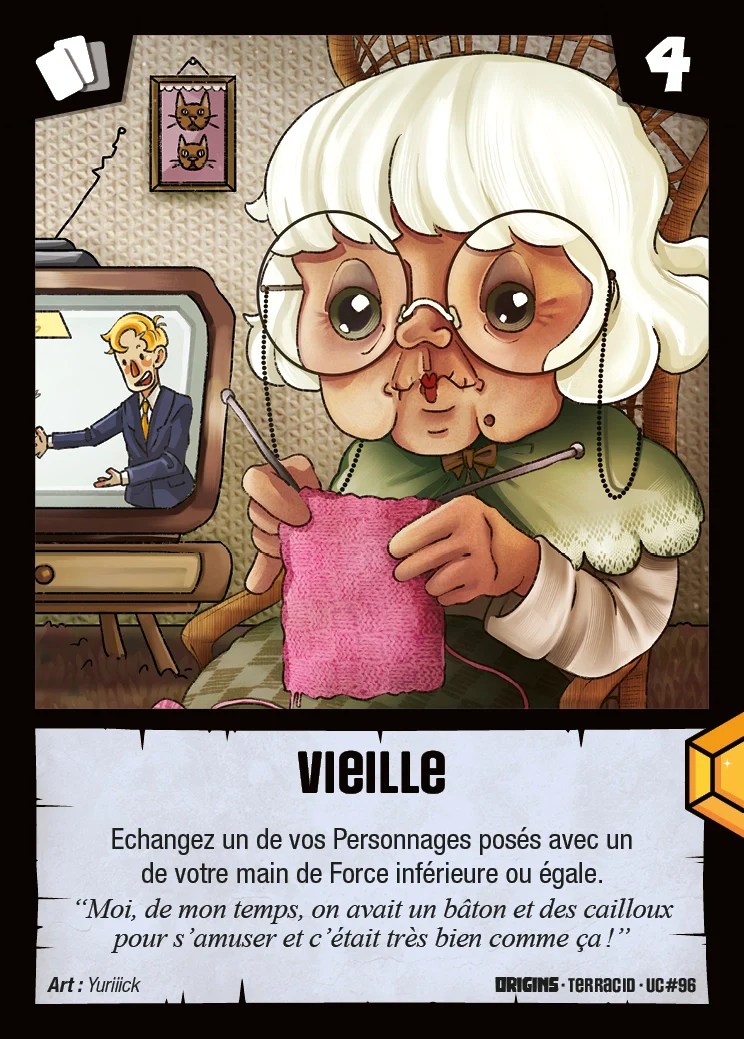 4
VIEILLE
Echangez un de vos Personnages posés avec un
de votre main de Force inférieure ou égale.
“Moi, de mon temps, on avait un bâton et des cailloux
pour s’amuser et c’était très bien comme ça !”
Art : Yuriiick
ORIGINS · TERRACID · UC#96